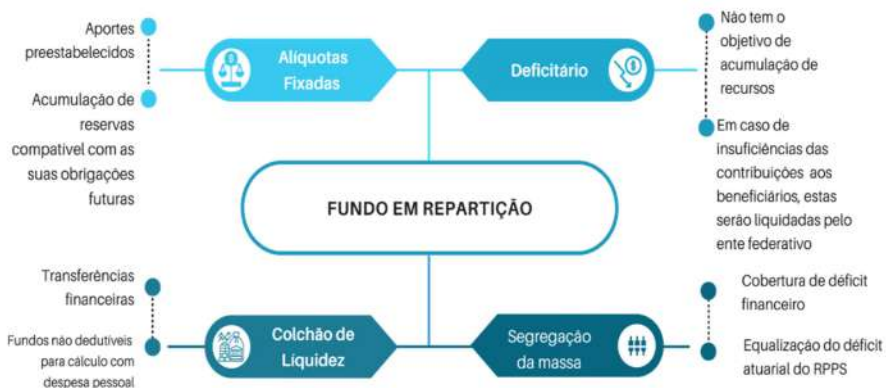 Aportes
preestabelecidos
Acumulação de
reservas
compatível com as
suas obrigações
futuras
Alíquotas
Fixadas
Deficitário
Não tem o
objetivo de
acumulação de
recursos
Em caso de
insuficiências das
contribuições aos
beneficiários, estas
serão liquidadas pelo
ente federativo
FUNDO EM REPARTIÇÃO
Transferências
financeiras
Fundos não dedutíveis
para cálculo com
despesa pessoal
Colchão de
Líquidez
Segregação
da massa
Cobertura de déficit
financeiro
Equalização do déficit
atuarial do RPPS